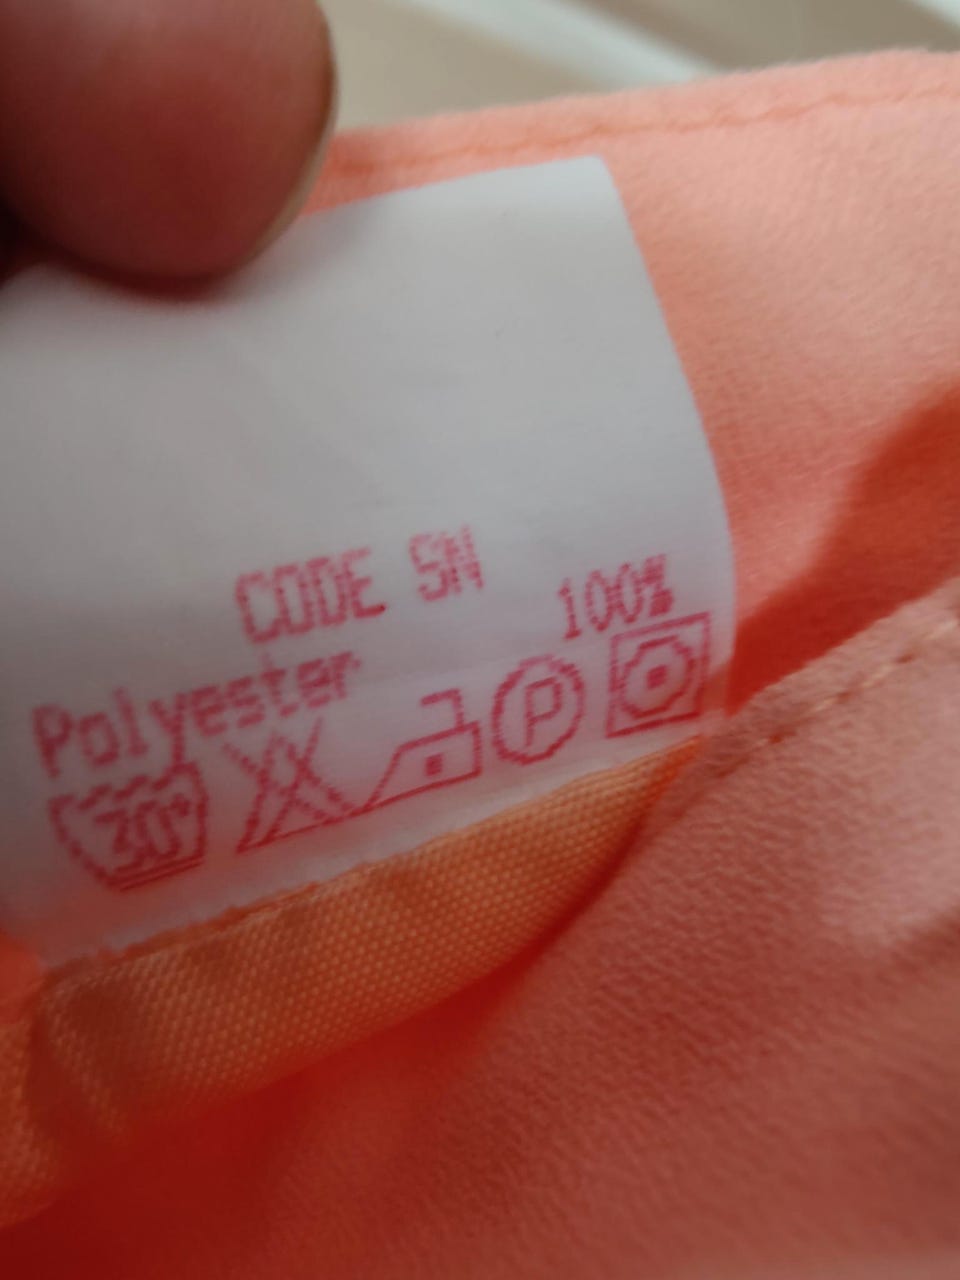 CODE SN
Polyester 100%
30° P